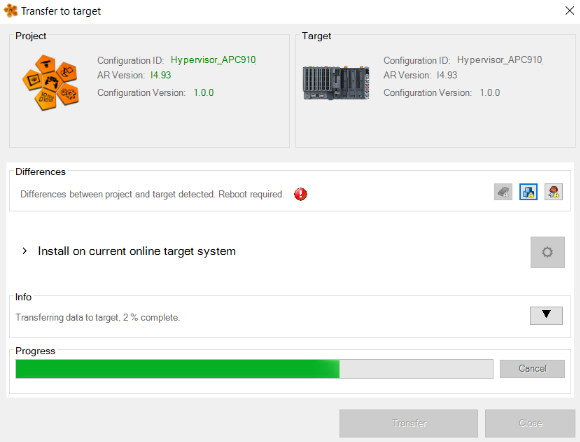 Transfer to target
Project
Configuration ID: Hypervisor_APC910
AR Version: I4.93
Configuration Version: 1.0.0
Target
Configuration ID: Hypervisor_APC910
AR Version: I4.93
Configuration Version: 1.0.0
Differences
Differences between project and target detected. Reboot required.
Install on current online target system
Info
Transferring data to target, 2 % complete.
Progress
Cancel
Transfer
Close